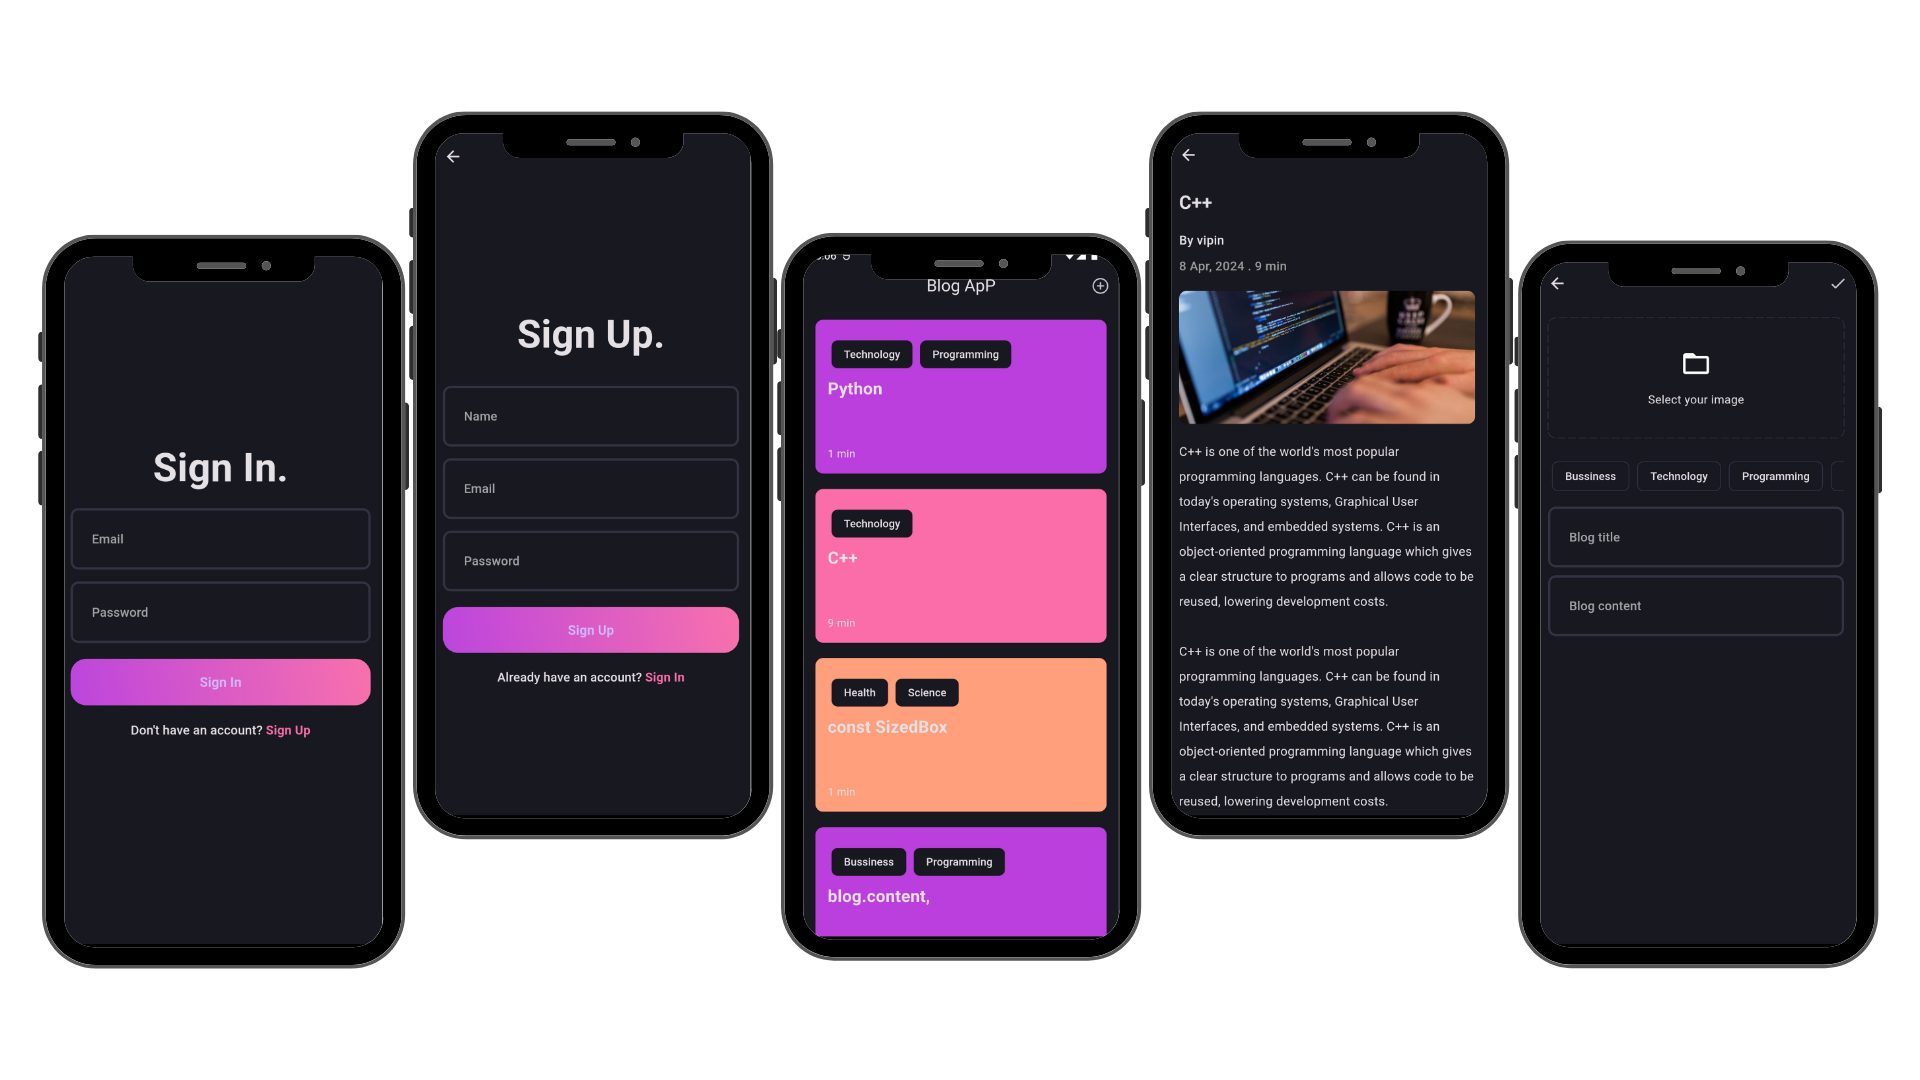 Sign In.
Email
Password
Sign In
Don't have an account? Sign Up
Sign Up.
Name
Email
Password
Sign Up
Already have an account? Sign In
Blog ApP
Technology Programming
Python
1 min
Technology
C++
9 min
Health Science
const SizedBox
1 min
Bussiness Programming
blog.content,
C++
By vipin
8 Apr, 2024 . 9 min
C++ is one of the world's most popular
programming languages. C++ can be found in
today's operating systems, Graphical User
Interfaces, and embedded systems. C++ is an
object-oriented programming language which gives
a clear structure to programs and allows code to be
reused, lowering development costs.
C++ is one of the world's most popular
programming languages. C++ can be found in
today's operating systems, Graphical User
Interfaces, and embedded systems. C++ is an
object-oriented programming language which gives
a clear structure to programs and allows code to be
reused, lowering development costs.
Select your image
Bussiness Technology Programming
Blog title
Blog content